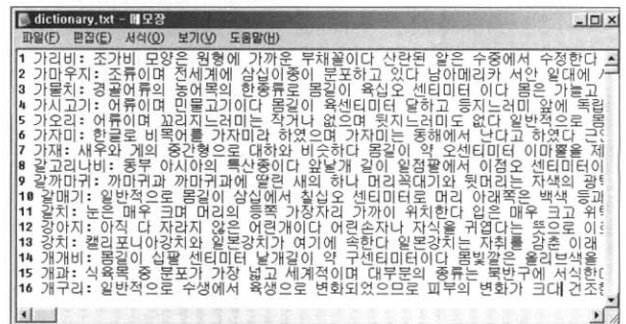 dictionary.txt - 메모장
파일(F) 편집(E) 서식(O) 보기(V) 도움말(H)
1 가리비: 조가비 모양은 원형에 가까운 부채꼴이다 산란된 알은 수중에서 수정한다
2 가마우지: 조류이며 전세계에 삼십이종이 분포하고 있다 남아메리카 서안 일대에
3 가물치: 경골어류의 농어목의 한종류로 몸길이 육십오 센티미터 이다 몸은 가늘고
4 가시고기: 어류이며 민물고기이다 몸길이 육센티미터 달하고 등지느러미 앞에 독립
5 가오리: 어류이며 꼬리지느러미는 작거나 없으며 뒷지느러미도 없다 일반적으로 몸
6 가자미: 한글로 비목어를 가자미라 하였으며 가자미는 동해에서 난다고 하였다
7 가재: 새우와 게의 중간형으로 대하와 비슷하다 몸길이 약 오센티미터 이마뿔을 제
8 갈고리나비: 동부 아시아의 특산종이다 앞날개 길이 일점팔에서 이점오 센티미터이
9 갈까마귀: 까마귀과 까마귀과에 딸린 새의 하나 머리꼭대기와 뒷머리는 자색의 광택
10 갈매기: 일반적으로 몸길이 삼십에서 칠십오 센티미터로 머리 아래쪽은 백색 등과
11 갈치: 눈은 매우 크며 머리의 등쪽 가장자리 가까이 위치한다 입은 매우 크고 위턱
12 강아지: 아직 다 자라지 않은 어린개이다 어린손자나 자식을 귀엽다는 뜻으로 이르
13 강치: 캘리포니아강치와 일본강치가 여기에 속한다 일본강치는 자취를 감춘 이래
14 개개비: 몸길이 십팔 센티미터 날개길이 약 구센티미터이다 몸빛깔은 올리브색을
15 개과: 식육목 중 분포가 가장 넓고 세계적이며 대부분의 종류는 북반구에 서식한다
16 개구리: 일반적으로 수생에서 육생으로 변화되었으므로 피부의 변화가 크다 건조한